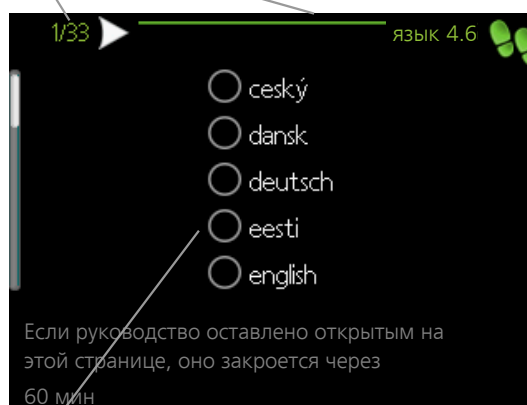 1/33 язык 4.6
ceský
dansk
deutsch
eesti
english
Если руководство оставлено открытым на
этой странице, оно закроется через
60 мин